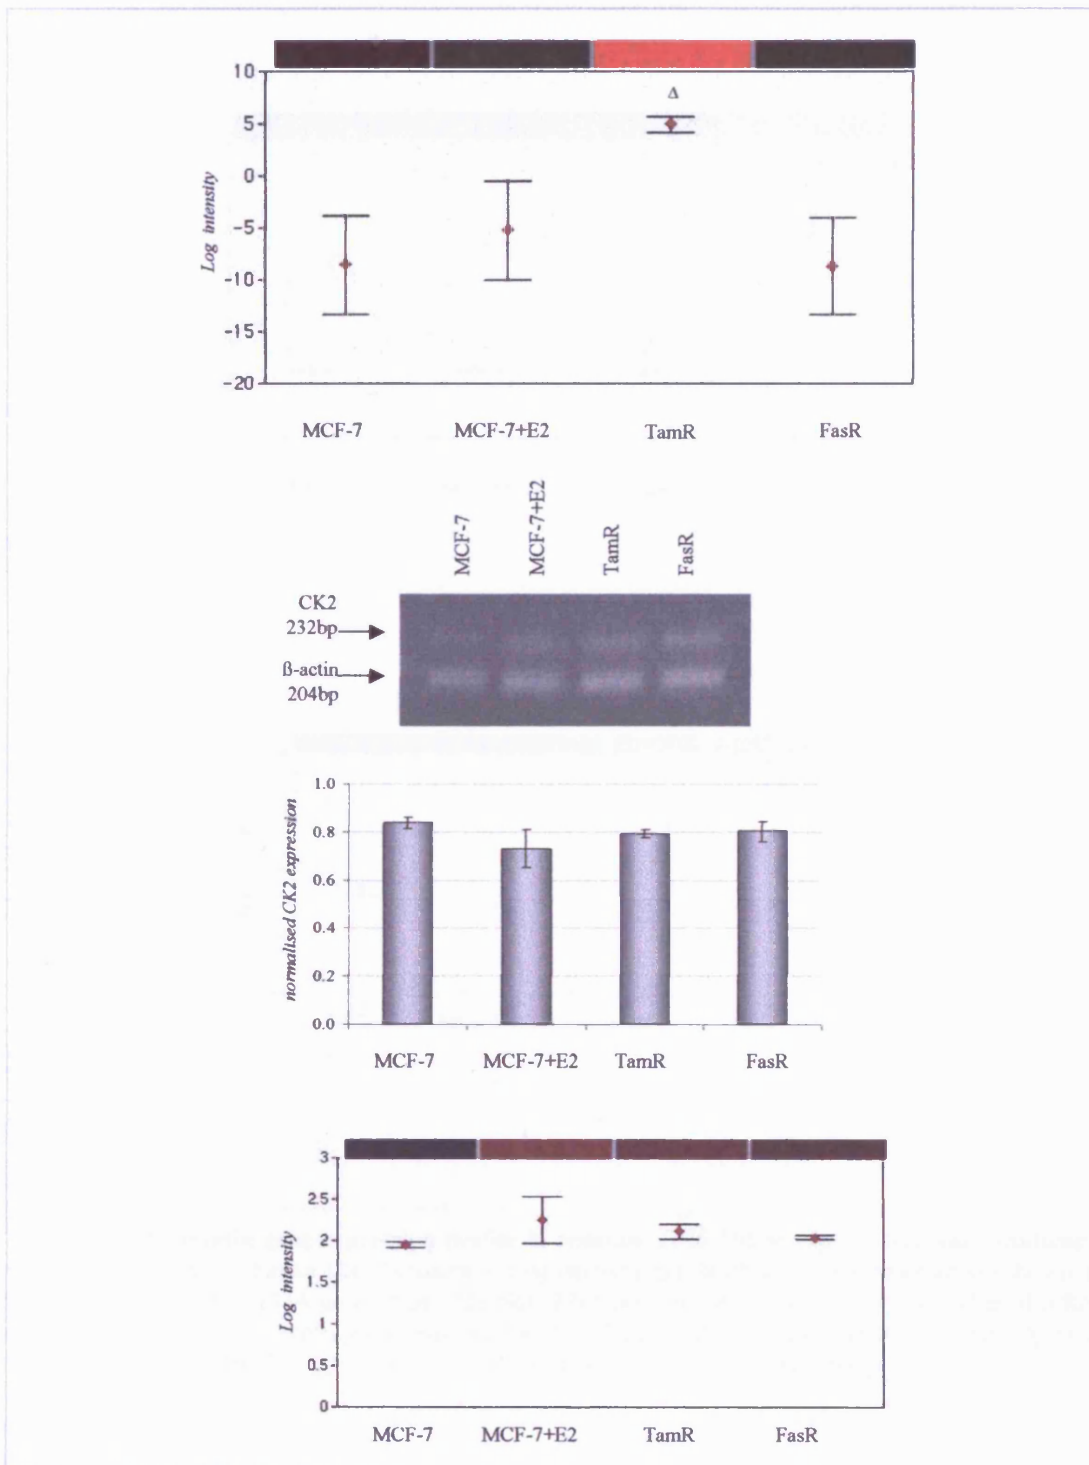 Δ
Log intensity
10
5
0
-5
-10
-15
-20
MCF-7 MCF-7+E2 TamR FasR
MCF-7 MCF-7+E2 TamR FasR
CK2
232bp
ß-actin
204bp
normalised CK2 expression
1.0
0.8
0.6
0.4
0.2
0.0
MCF-7 MCF-7+E2 TamR FasR
Log intensity
3
2.5
2
1.5
1
0.5
0
MCF-7 MCF-7+E2 TamR FasR